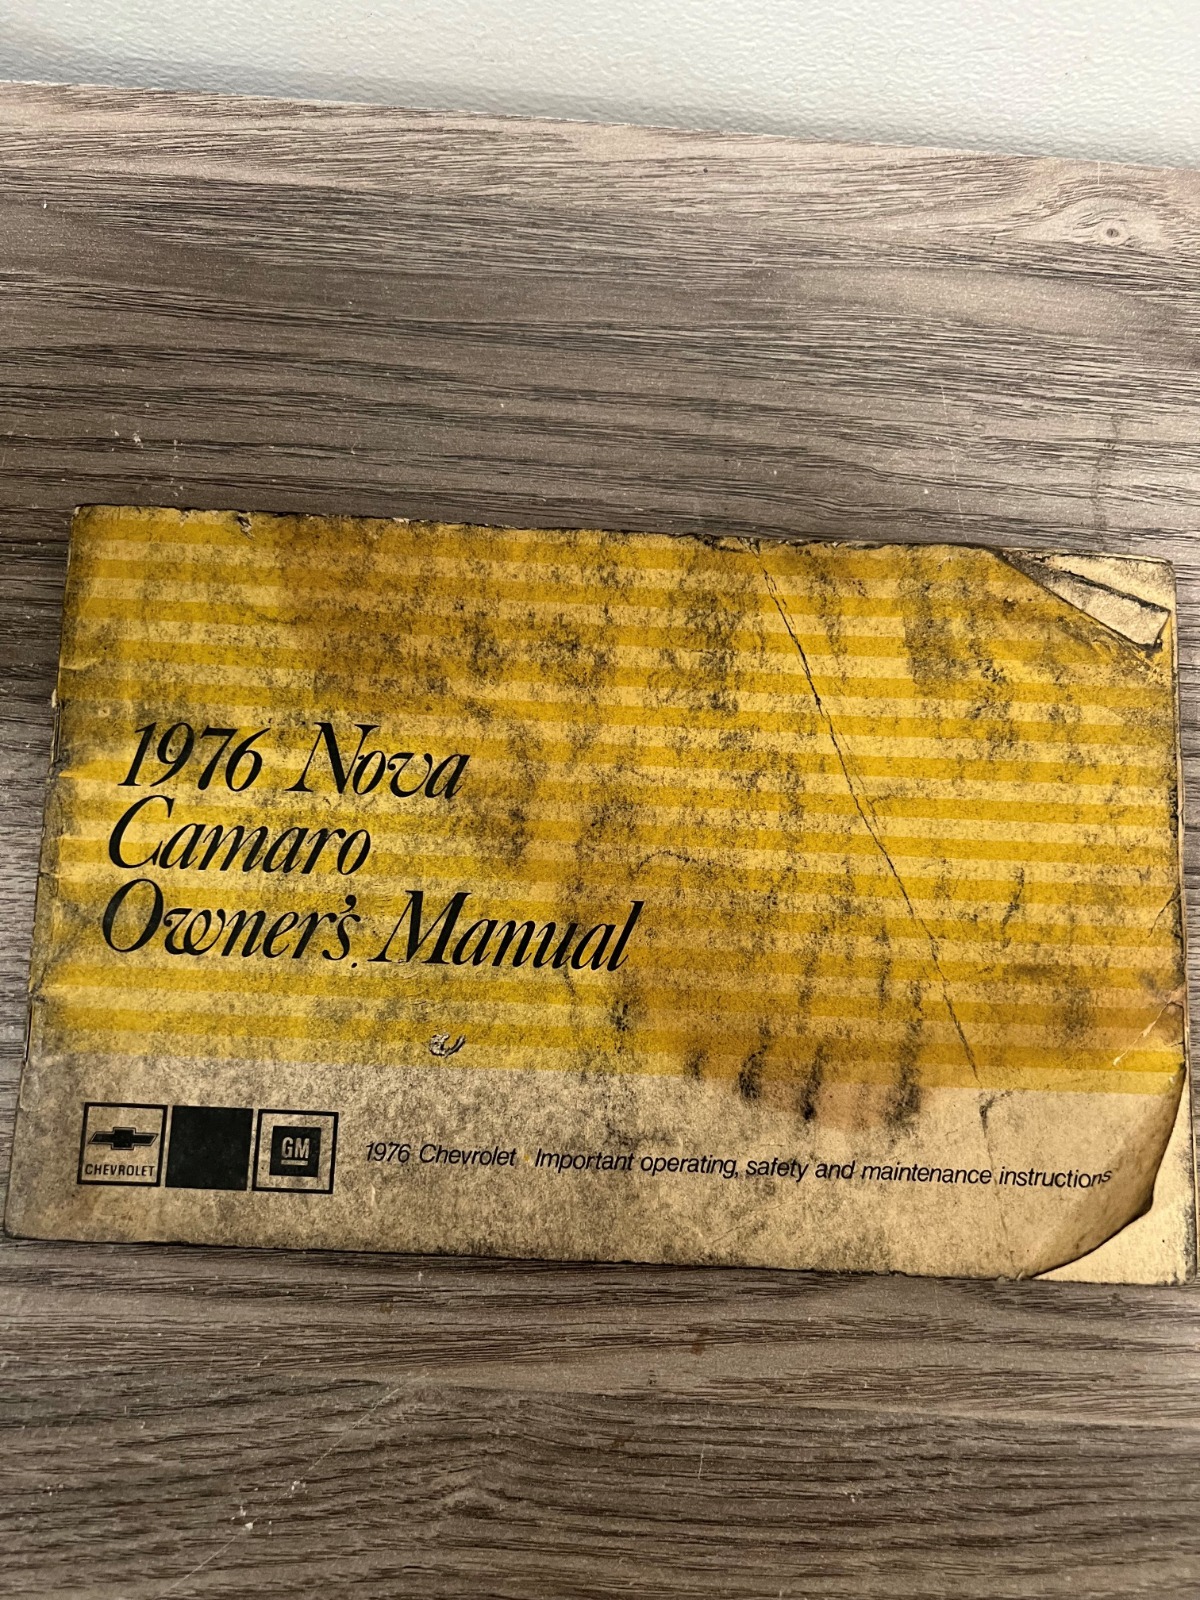 1976 Nova
Camaro
Owner's Manual
CHEVROLET
GM
1976 Chevrolet Important operating, safety and maintenance instructions